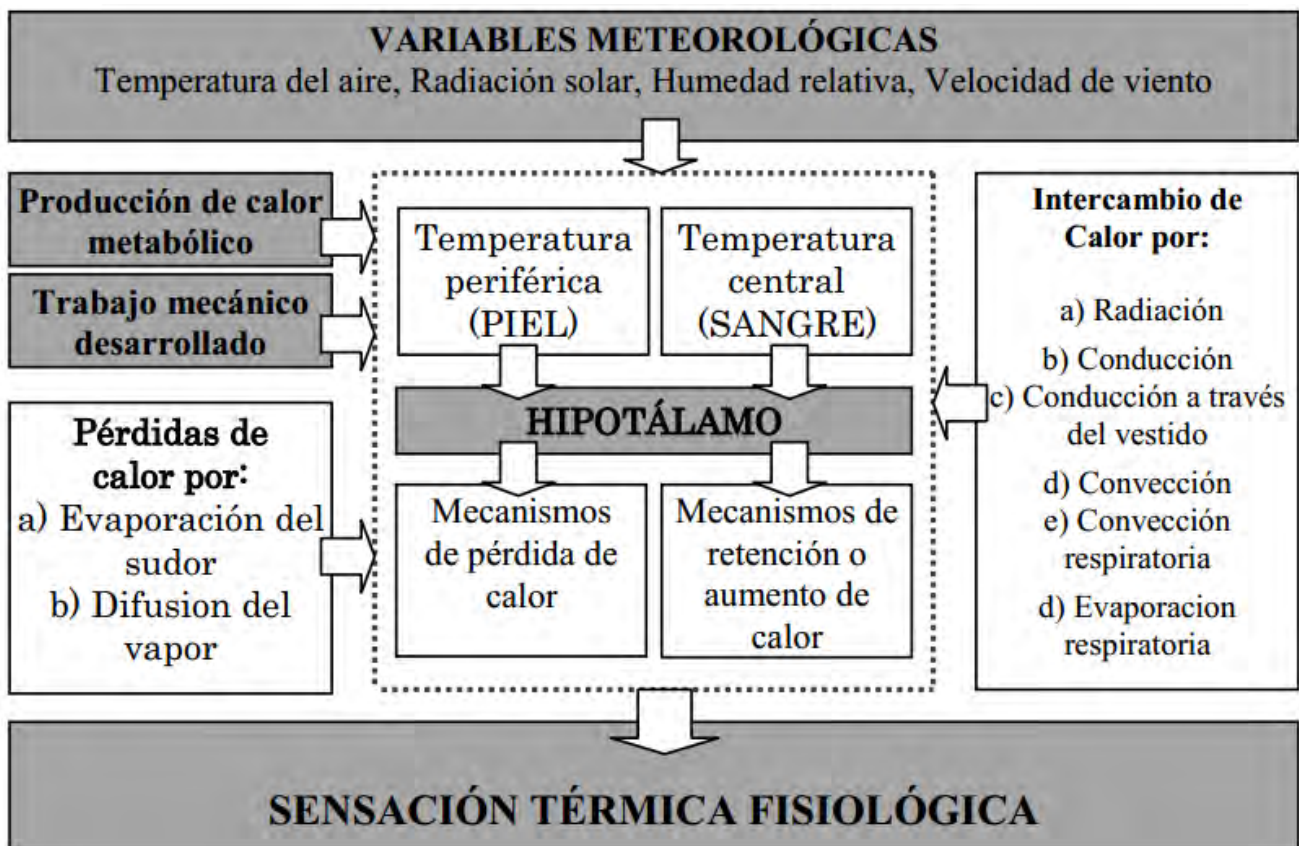 VARIABLES METEOROLÓGICAS
Temperatura del aire, Radiación solar, Humedad relativa, Velocidad de viento
Producción de calor
metabólico
Trabajo mecánico
desarrollado
Pérdidas de
calor por:
a) Evaporación del
sudor
b) Difusion del
vapor
Temperatura
periférica
(PIEL)
Temperatura
central
(SANGRE)
HIPOTÁLAMO
Mecanismos
de pérdida de
calor
Mecanismos de
retención o
aumento de
calor
Intercambio de
Calor por:
a) Radiación
b) Conducción
c) Conducción a través
del vestido
d) Convección
e) Convección
respiratoria
d) Evaporacion
respiratoria
SENSACIÓN TÉRMICA FISIOLÓGICA